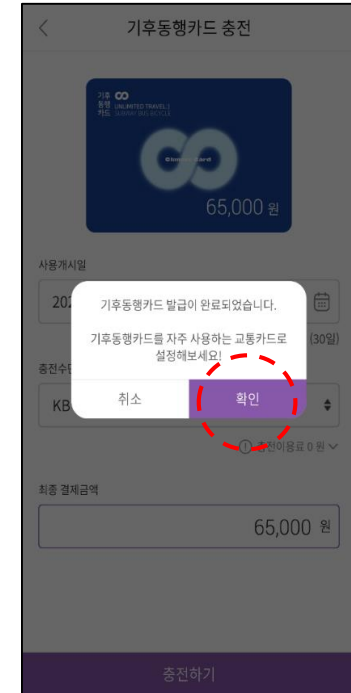 기후동행카드 충전
기후
동행
카드
UNLIMITED TRAVEL:)
SUBWAY BUS BICYCLE
Climate Card
65,000 원
사용개시일
202
기후동행카드 발급이 완료되었습니다.
기후동행카드를 자주 사용하는 교통카드로
설정해보세요!
(30일)
충전수단
취소
확인
KB
충전이용료 0 원
최종 결제금액
65,000 원
충전하기